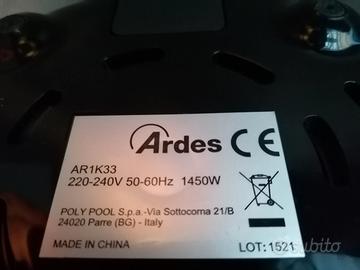 Ardes CE
AR1K33
220-240V 50-60Hz 1450W
POLY POOL S.p.a.-Via Sottocorna 21/B
24020 Parre (BG) - Italy
MADE IN CHINA
LOT: 1521
subito